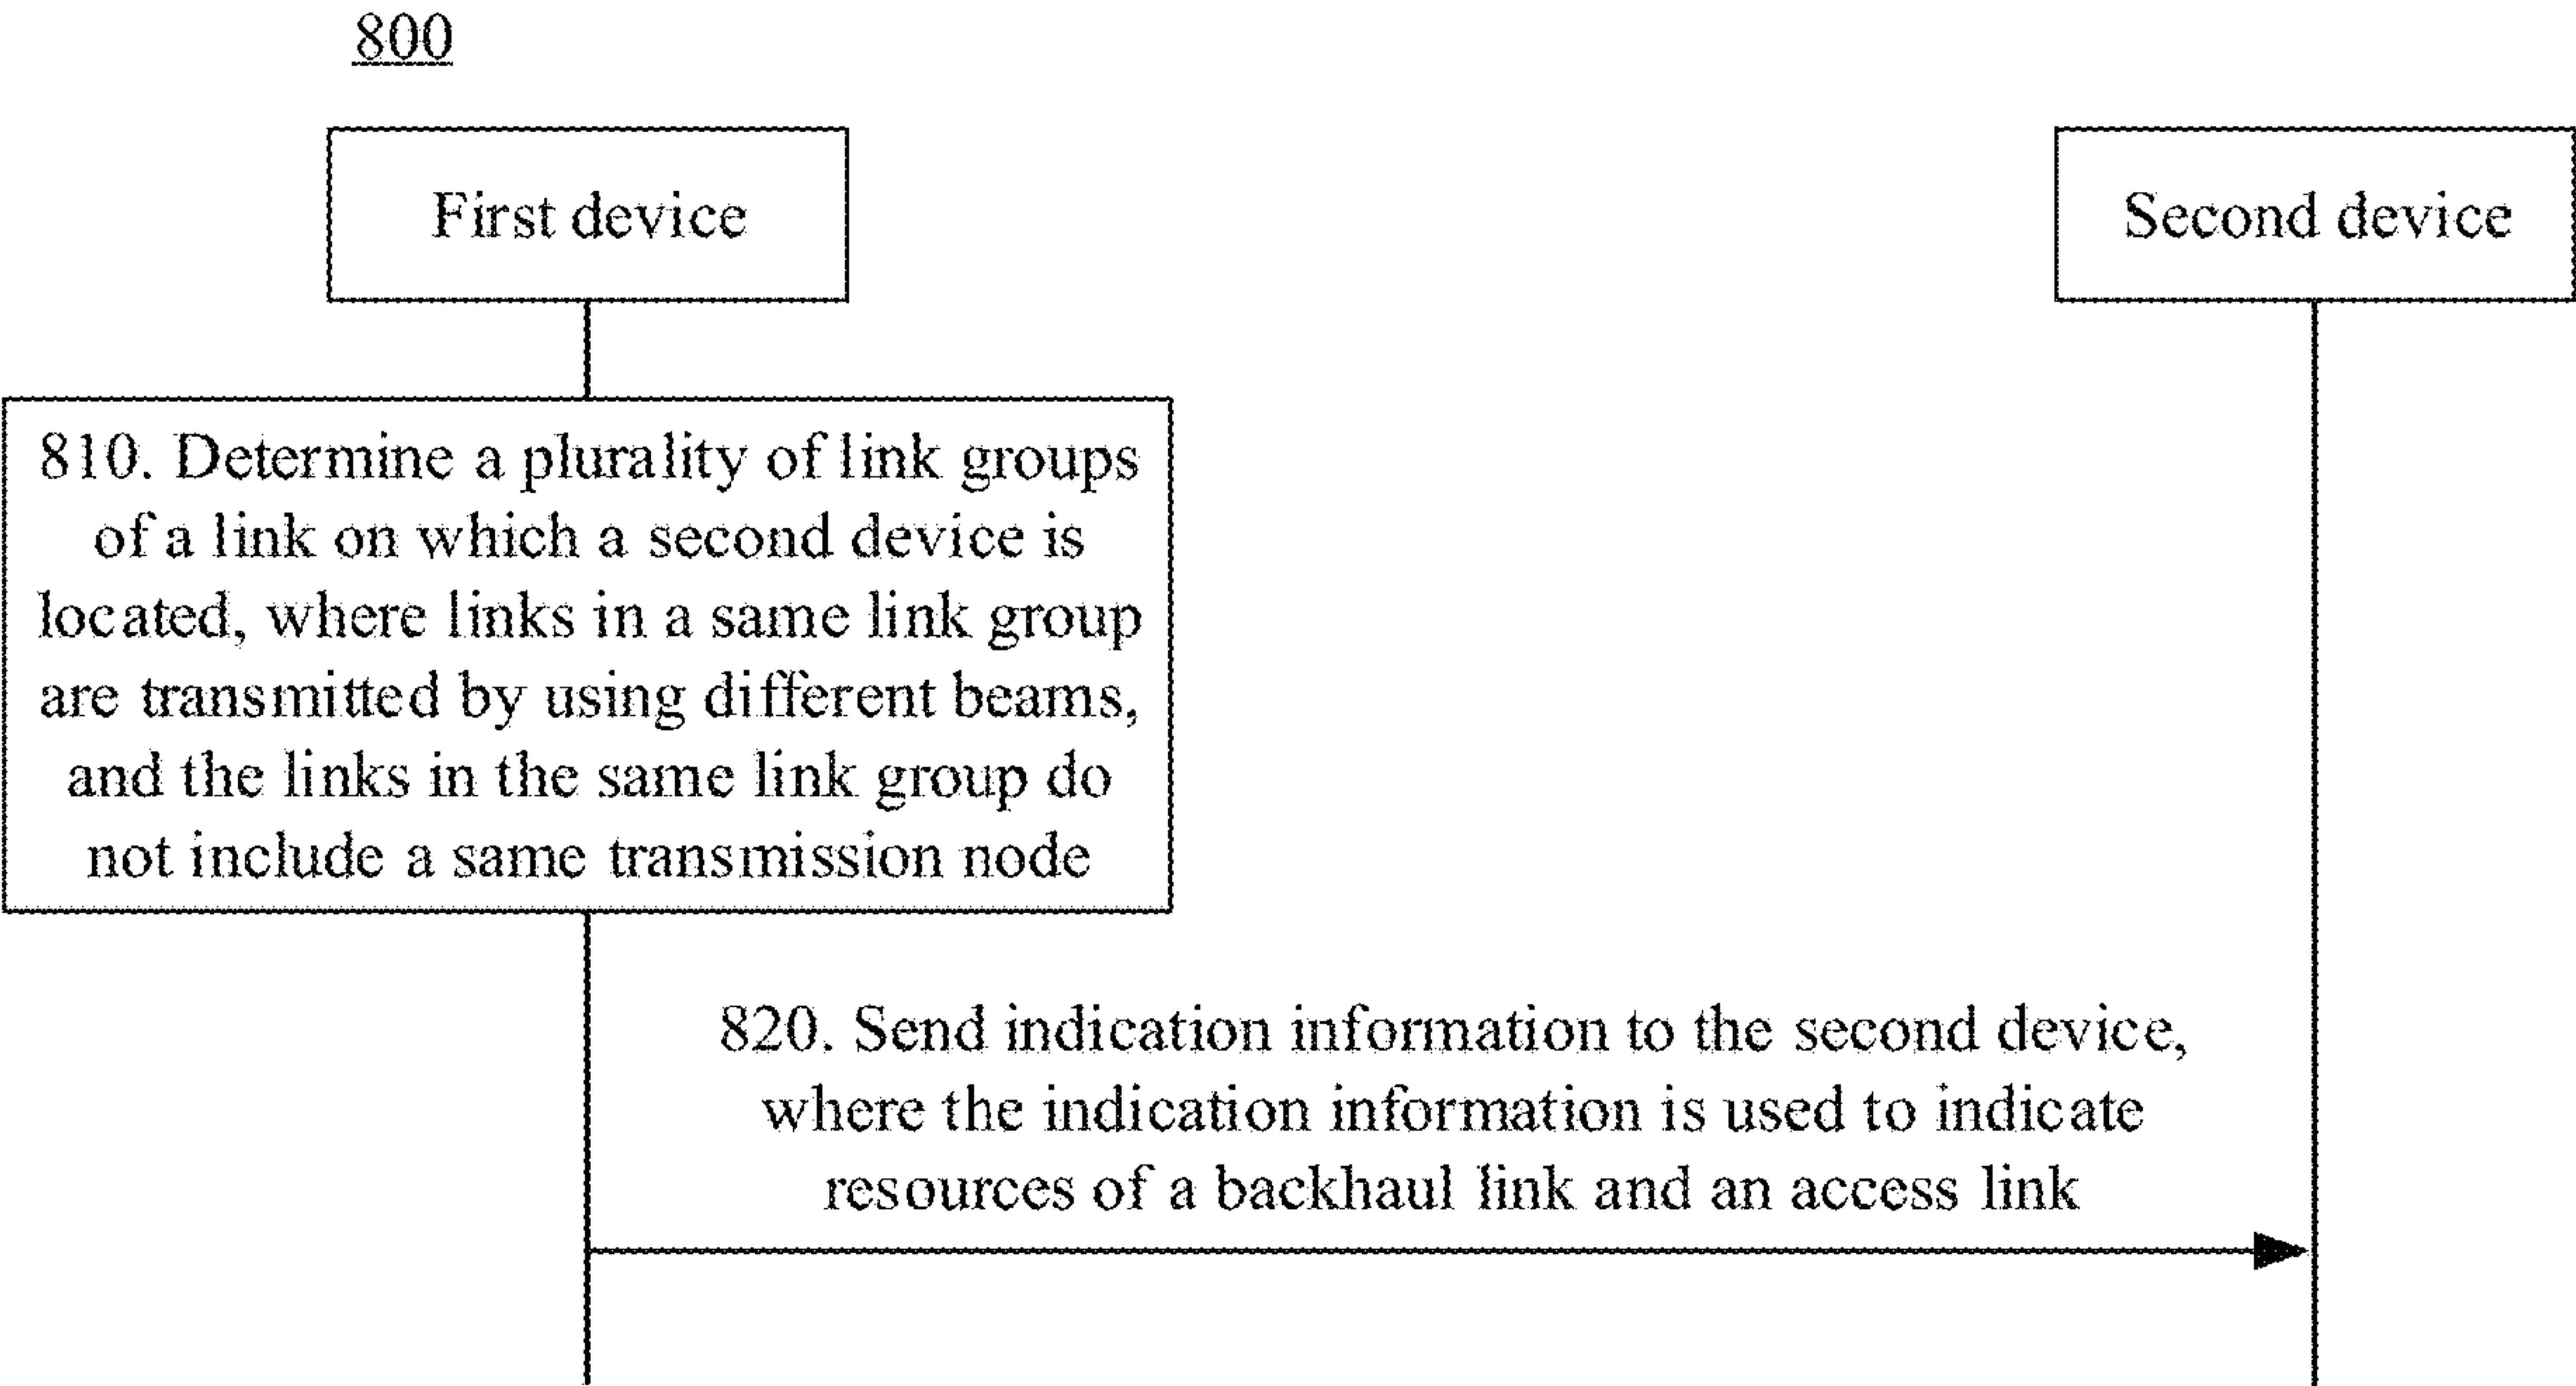 800
First device
Second device
810. Determine a plurality of link groups
of a link on which a second device is
located, where links in a same link group
are transmitted by using different beams,
and the links in the same link group do
not include a same transmission node
820. Send indication information to the second device,
where the indication information is used to indicate
resources of a backhaul link and an access link